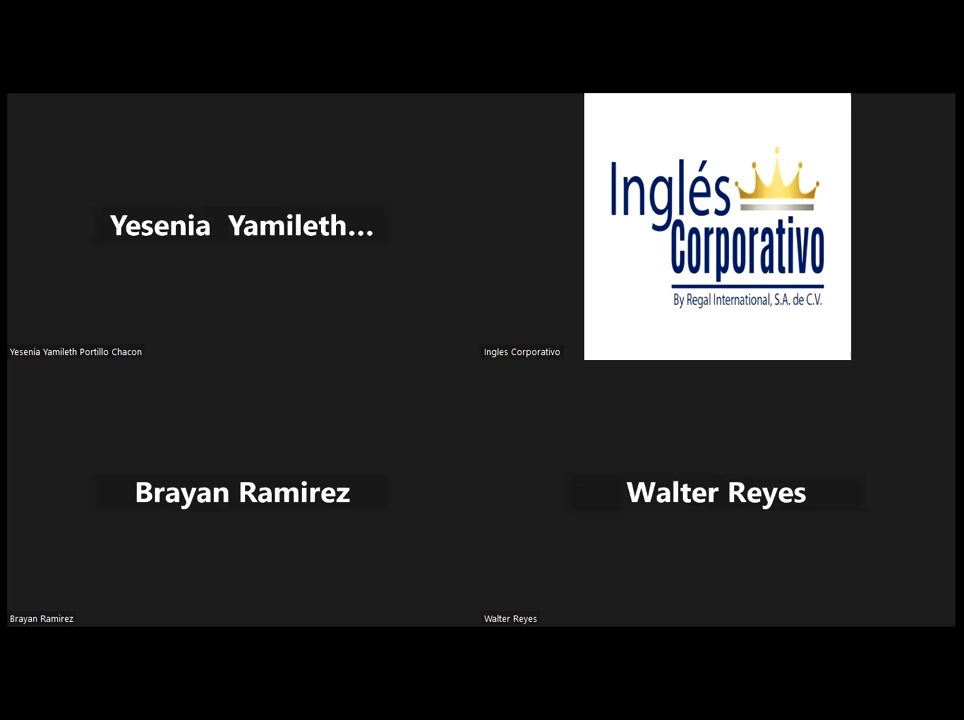 Yesenia  Yamileth...
Yesenia Yamileth Portillo Chacon
Inglés
Corporativo
By Regal International, S.A. de C.V.
Ingles Corporativo
Brayan Ramirez
Brayan Ramirez
Walter Reyes
Walter Reyes